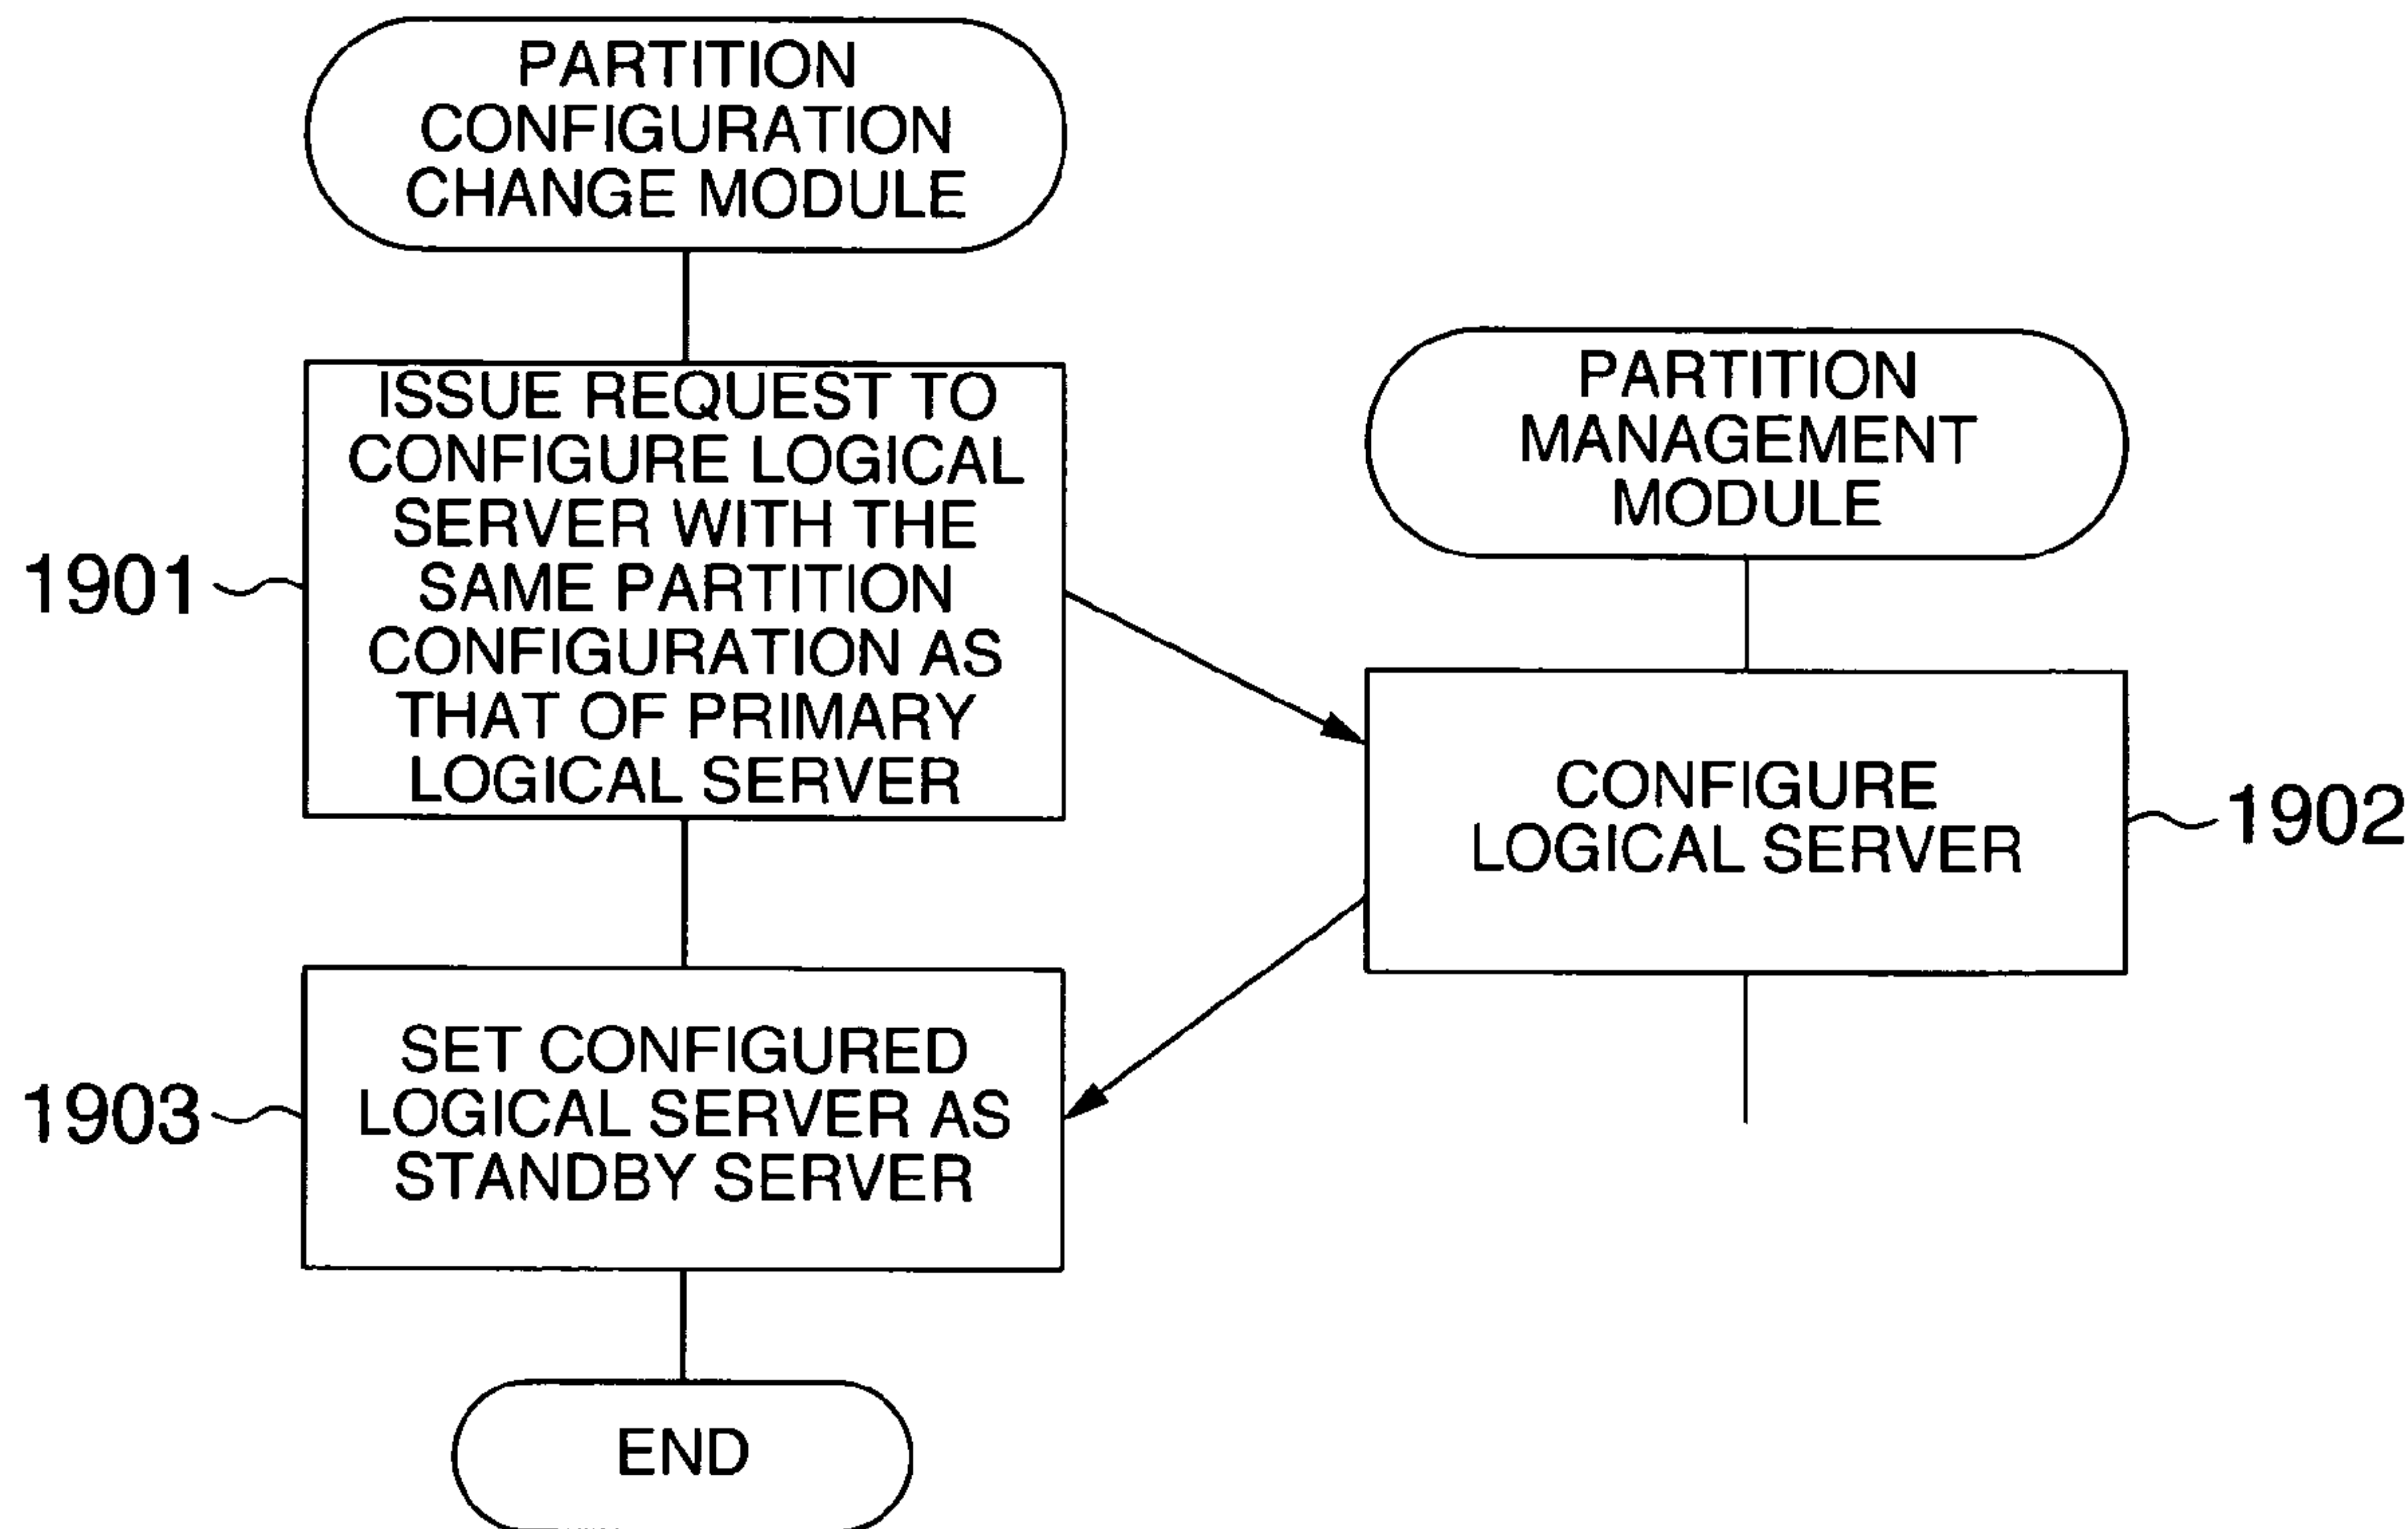 PARTITION
CONFIGURATION
CHANGE MODULE
1901
ISSUE REQUEST TO
CONFIGURE LOGICAL
SERVER WITH THE
SAME PARTITION
CONFIGURATION AS
THAT OF PRIMARY
LOGICAL SERVER
PARTITION
MANAGEMENT
MODULE
CONFIGURE
LOGICAL SERVER
1902
1903
SET CONFIGURED
LOGICAL SERVER AS
STANDBY SERVER
END